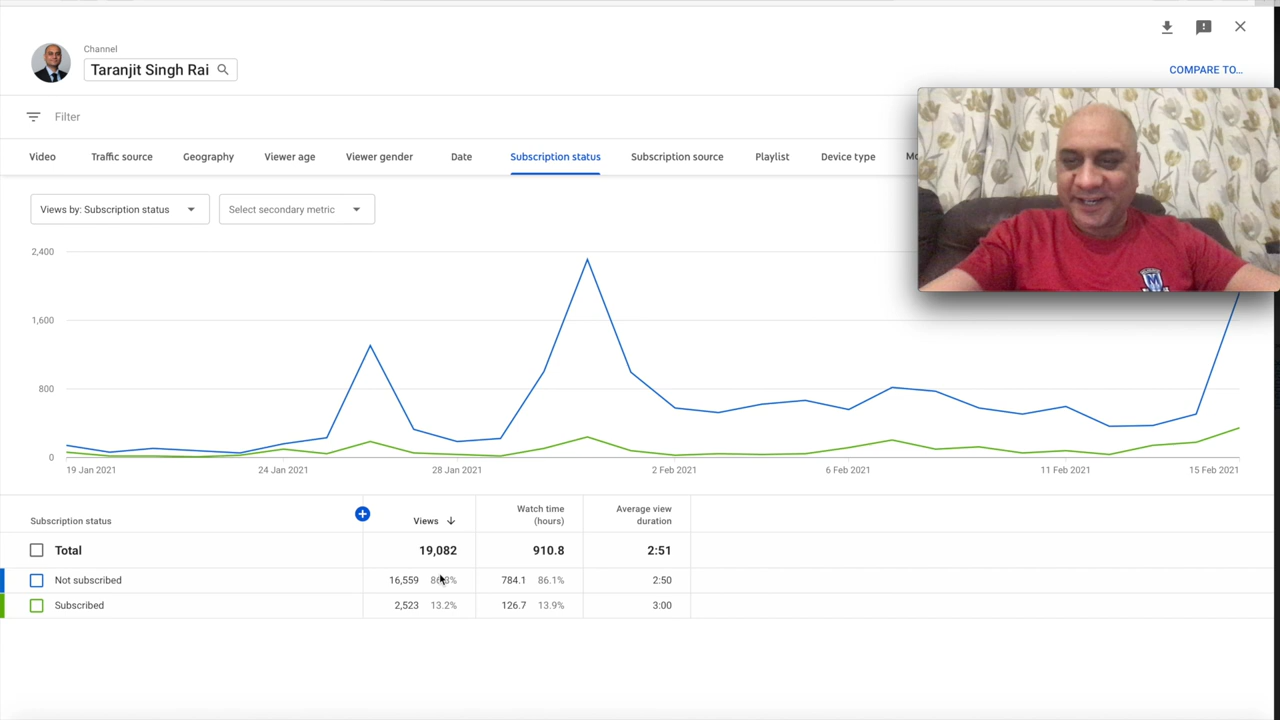 Channel
Taranjit Singh Rai
COMPARE TO...
Filter
Video Traffic source Geography Viewer age Viewer gender Date Subscription status Subscription source Playlist Device type
Views by: Subscription status Select secondary metric
2,400
1,600
800
0
19 Jan 2021 24 Jan 2021 28 Jan 2021 2 Feb 2021 6 Feb 2021 11 Feb 2021 15 Feb 2021
Subscription status Views Watch time (hours) Average view duration
Total 19,082 910.8 2:51
Not subscribed 16,559 784.1 86.1% 2:50
Subscribed 2,523 13.2% 126.7 13.9% 3:00